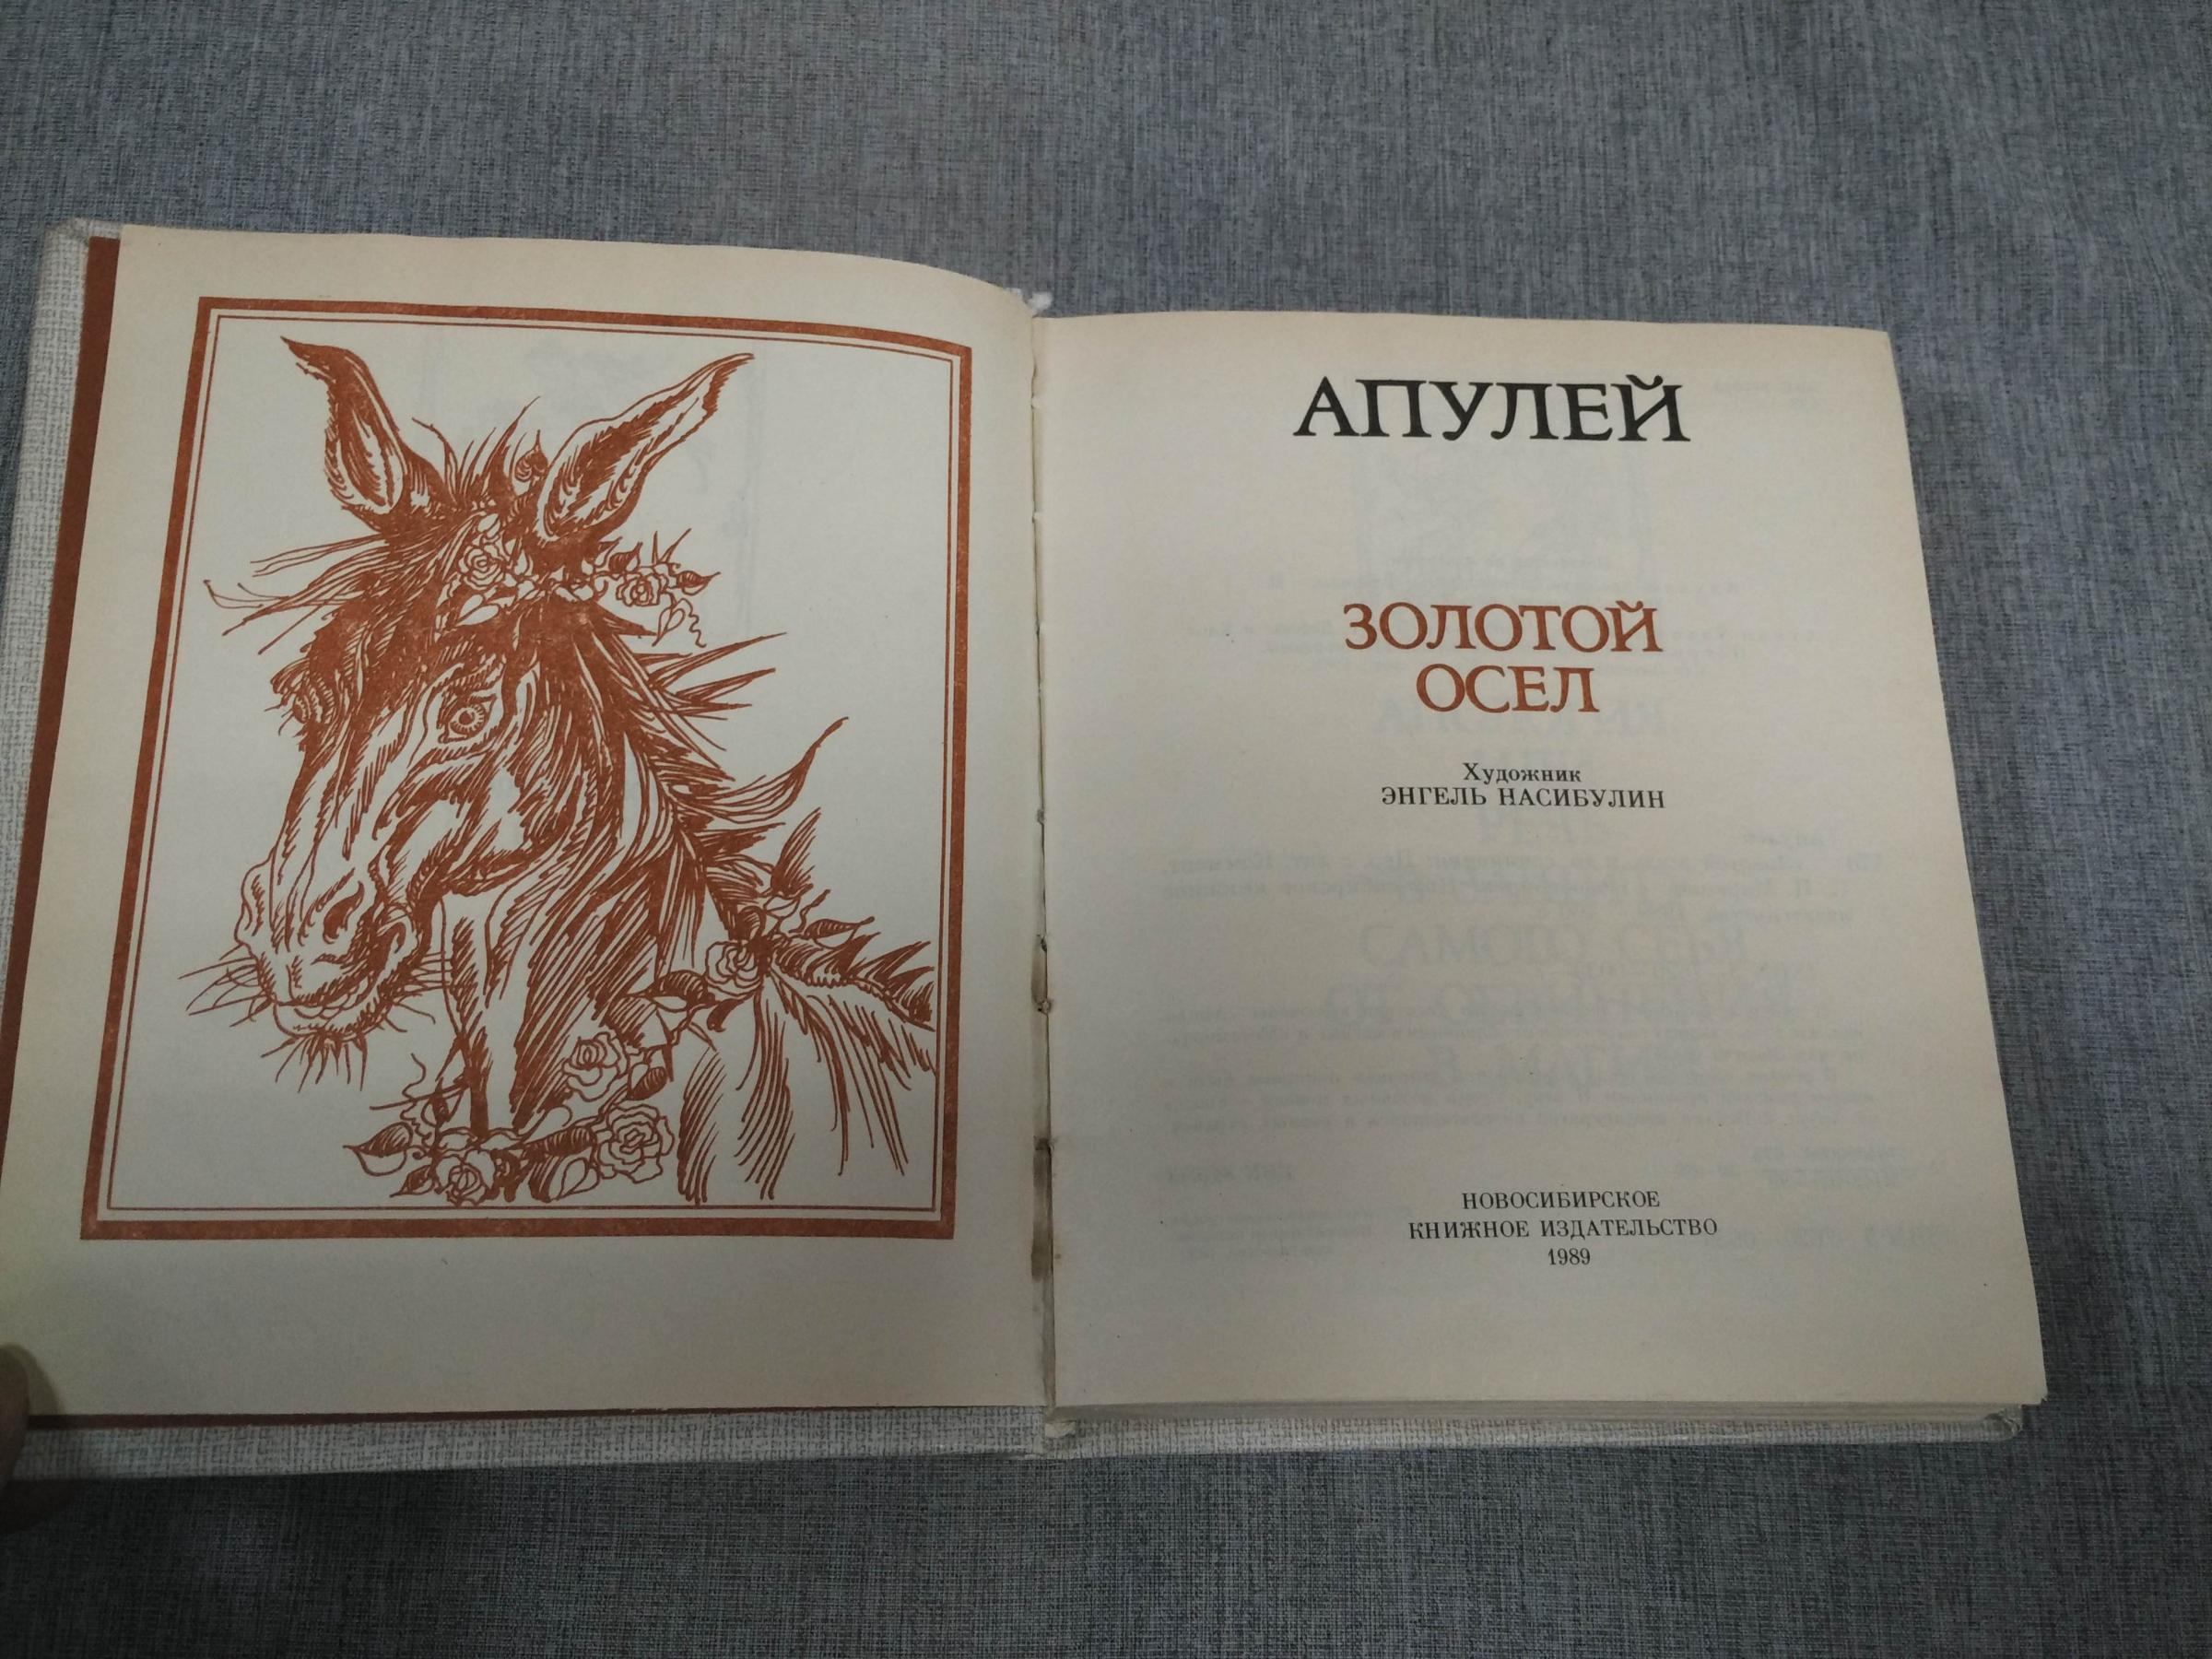 АПУЛЕЙ
ЗОЛОТОЙ
ОСЕЛ
Художник
ЭНГЕЛЬ НАСИБУЛИН
НОВОСИБИРСКОЕ
КНИЖНОЕ ИЗДАТЕЛЬСТВО
1989